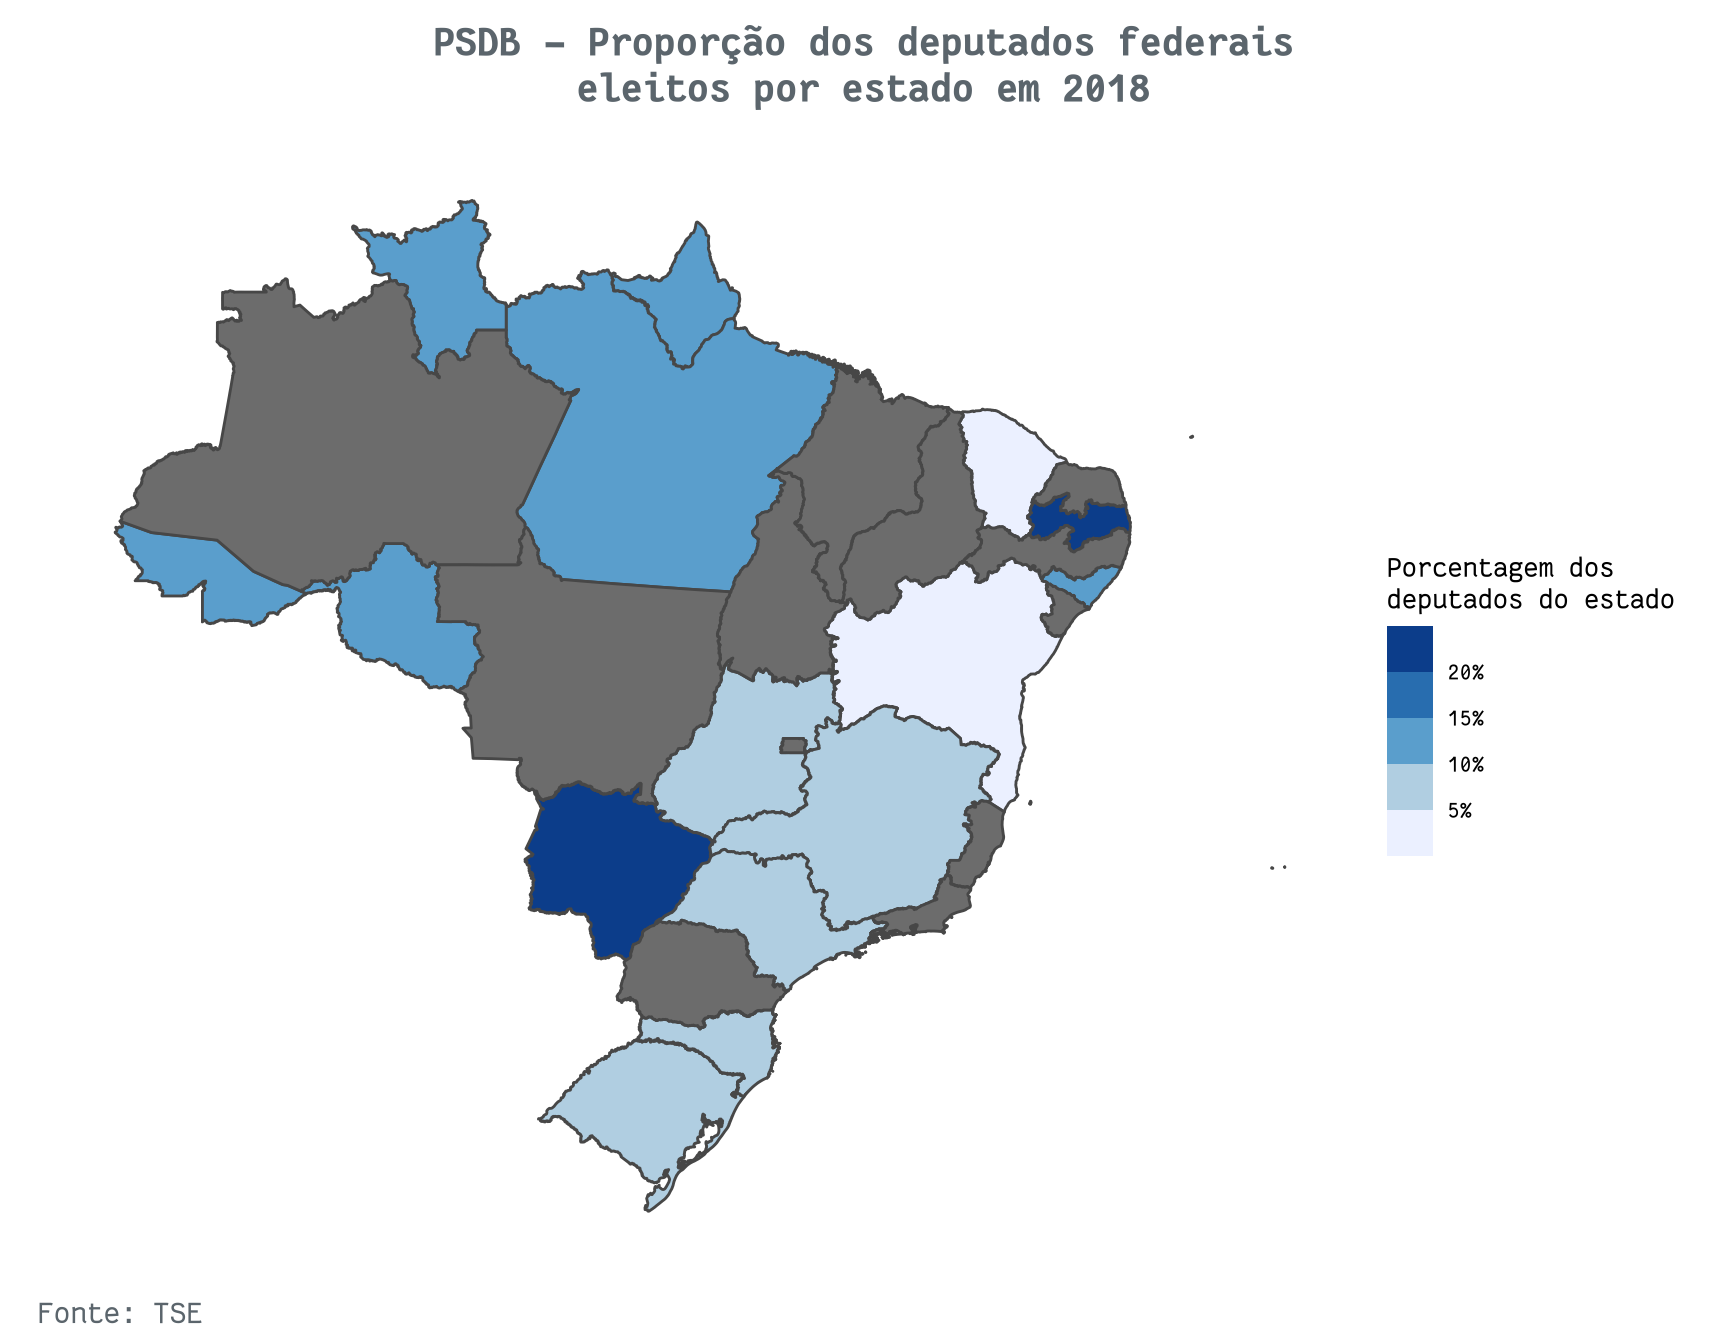 PSDB – Proporção dos deputados federais
eleitos por estado em 2018
Porcentagem dos
deputados do estado
20%
15%
10%
5%
Fonte: TSE